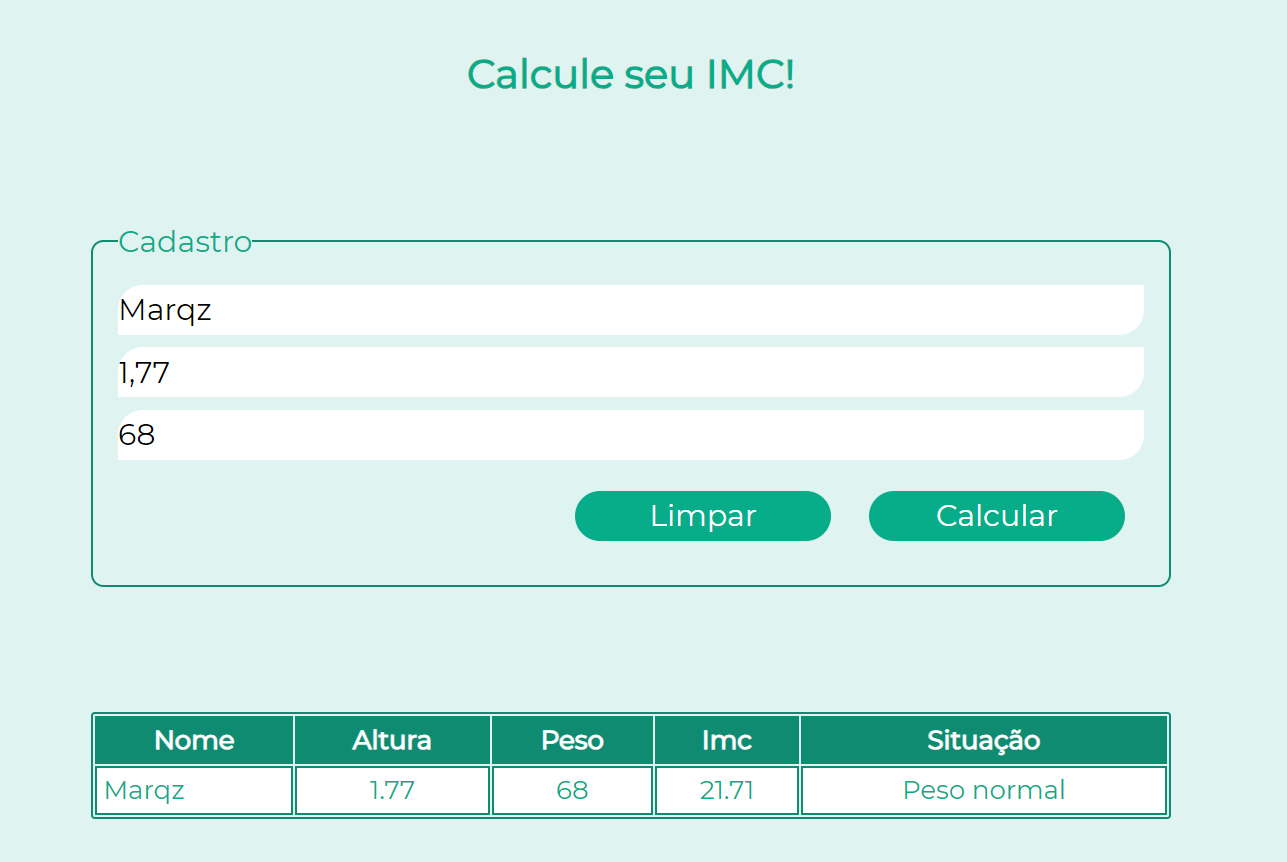 Calcule seu IMC!
Cadastro
Marqz
1,77
68
Limpar Calcular
Nome Altura Peso Imc Situação
Marqz 1.77 68 21.71 Peso normal